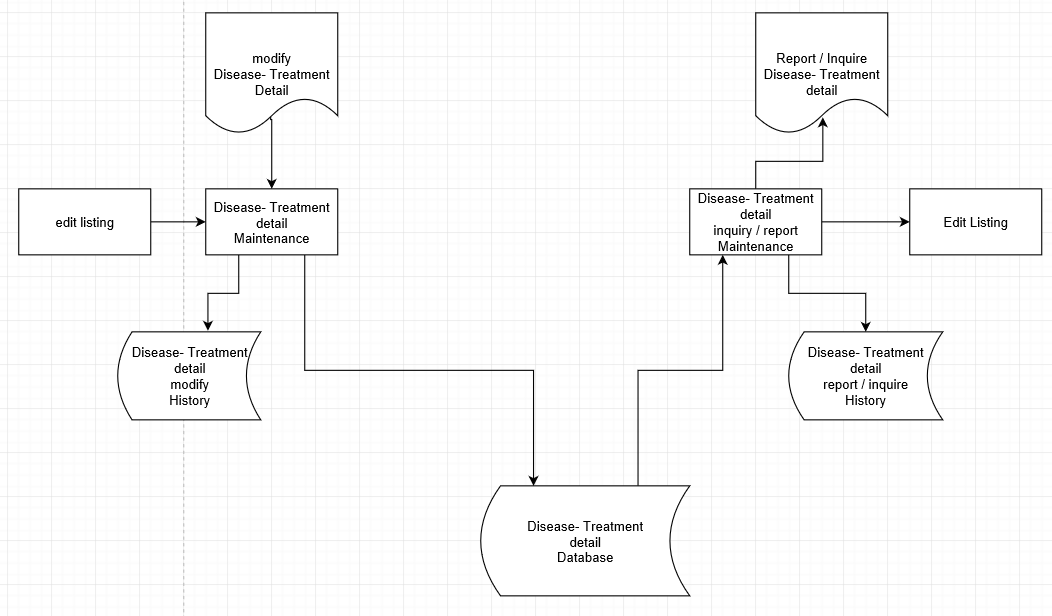 modify
Disease- Treatment
Detail
Report / Inquire
Disease- Treatment
detail
edit listing
Disease- Treatment
detail
Maintenance
Disease- Treatment
detail
inquiry / report
Maintenance
Edit Listing
Disease- Treatment
detail
modify
History
Disease- Treatment
detail
report / inquire
History
Disease- Treatment
detail
Database